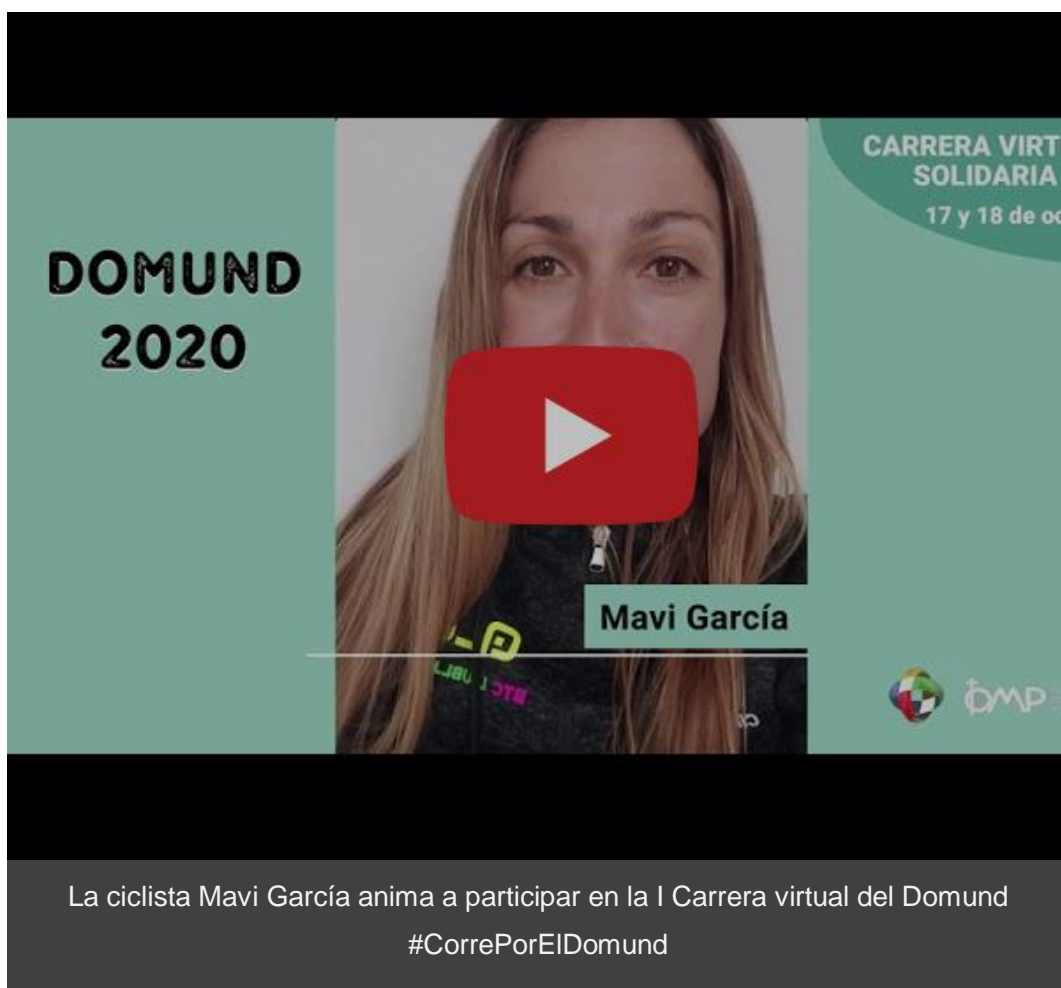 DOMUND
2020
CARRERA VIRT
SOLIDARIA
17 y 18 de oc
Mavi García
OMP
La ciclista Mavi García anima a participar en la I Carrera virtual del Domund
#CorrePorElDomund